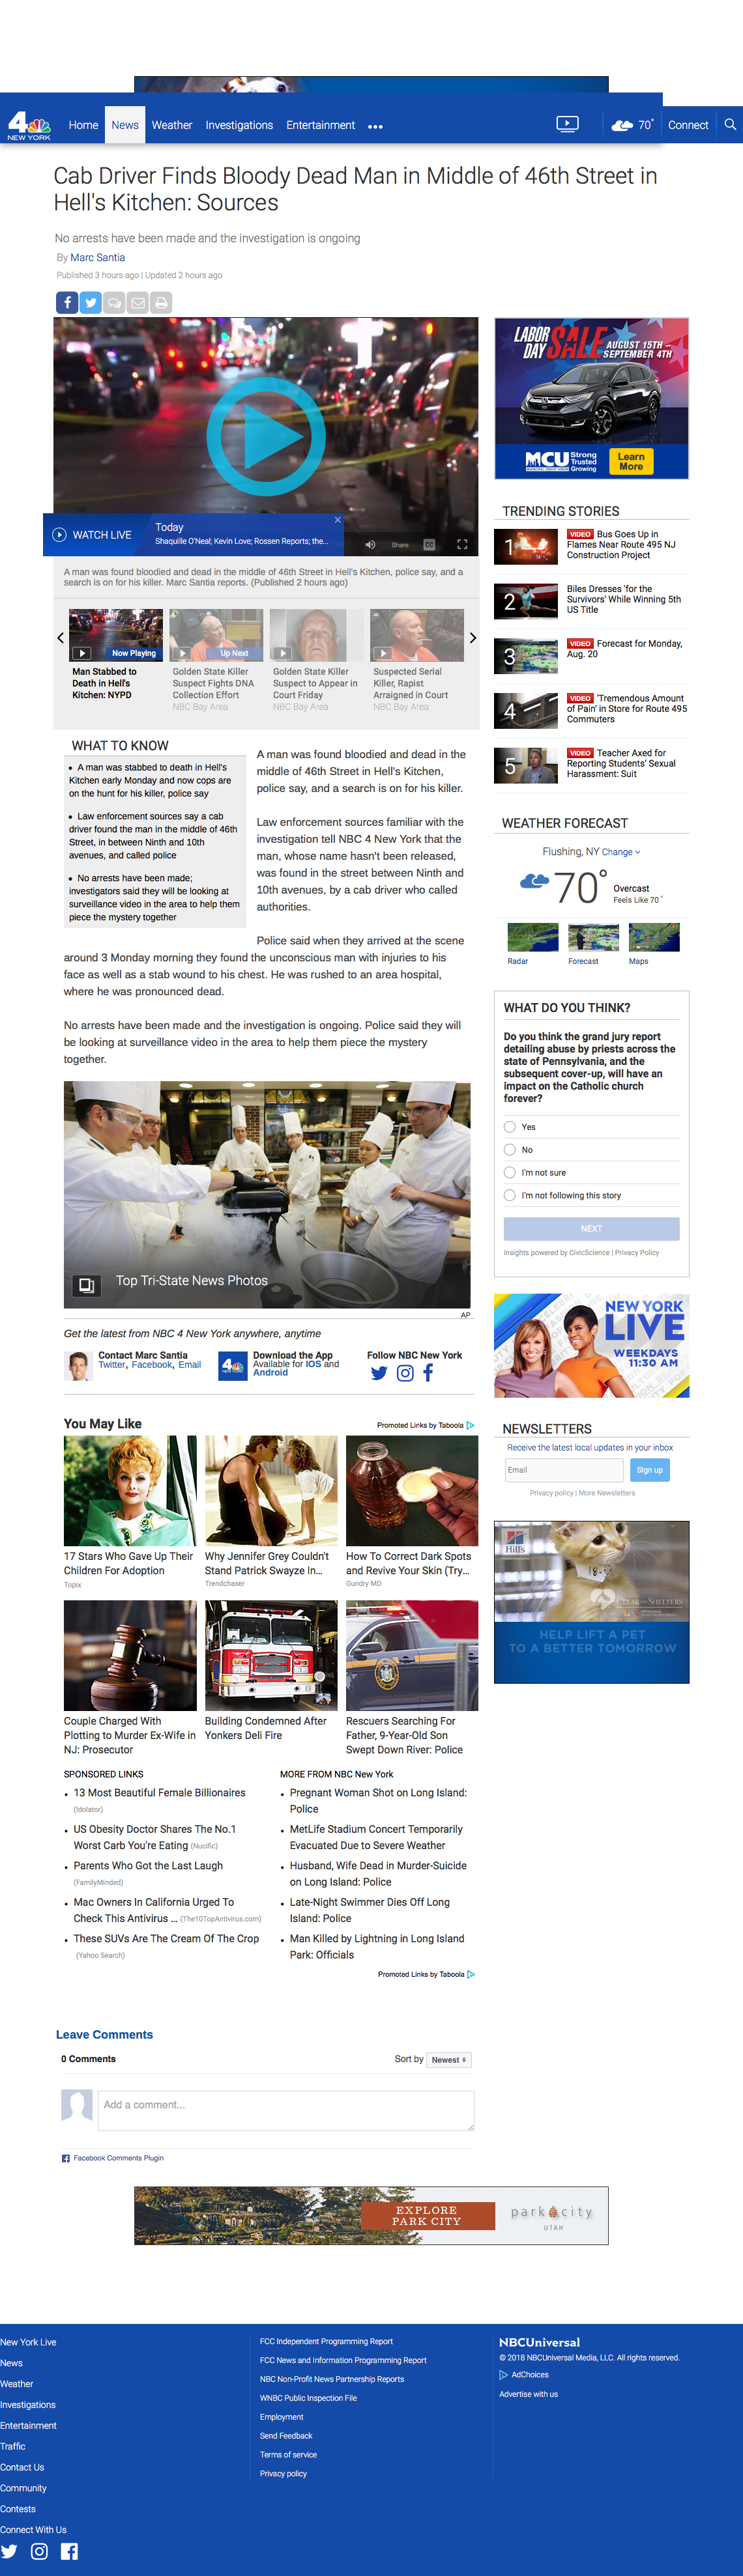 4
NEW YORK
Home
News
Weather
Investigations
Entertainment
70°
Connect
Cab Driver Finds Bloody Dead Man in Middle of 46th Street in
Hell's Kitchen: Sources
No arrests have been made and the investigation is ongoing
By Marc Santia
Published 3 hours ago | Updated 2 hours ago
WATCH LIVE
Today
Shaquille O'Neal; Kevin Love; Rossen Reports; the...
Share
CC
A man was found bloodied and dead in the middle of 46th Street in Hell's Kitchen, police say, and a
search is on for his killer. Marc Santia reports. (Published 2 hours ago)
Now Playing
Man Stabbed to
Death in Hell's
Kitchen: NYPD
Up Next
Golden State Killer
Suspect Fights DNA
Collection Effort
NBC Bay Area
Golden State Killer
Suspect to Appear in
Court Friday
NBC Bay Area
Suspected Serial
Killer, Rapist
Arraigned in Court
NBC Bay Area
WHAT TO KNOW
A man was stabbed to death in Hell's
Kitchen early Monday and now cops are
on the hunt for his killer, police say
Law enforcement sources say a cab
driver found the man in the middle of 46th
Street, in between Ninth and 10th
avenues, and called police
No arrests have been made;
investigators said they will be looking at
surveillance video in the area to help them
piece the mystery together
A man was found bloodied and dead in the
middle of 46th Street in Hell's Kitchen,
police say, and a search is on for his killer.
Law enforcement sources familiar with the
investigation tell NBC 4 New York that the
man, whose name hasn't been released,
was found in the street between Ninth and
10th avenues, by a cab driver who called
authorities.
Police said when they arrived at the scene
around 3 Monday morning they found the unconscious man with injuries to his
face as well as a stab wound to his chest. He was rushed to an area hospital,
where he was pronounced dead.
No arrests have been made and the investigation is ongoing. Police said they will
be looking at surveillance video in the area to help them piece the mystery
together.
Top Tri-State News Photos
AP
Get the latest from NBC 4 New York anywhere, anytime
Contact Marc Santia
Twitter, Facebook, Email
4
Download the App
Available for IOS and
Android
Follow NBC New York
You May Like
Promoted Links by Taboola
17 Stars Who Gave Up Their
Children For Adoption
Topix
Why Jennifer Grey Couldn't
Stand Patrick Swayze In...
Trendchaser
How To Correct Dark Spots
and Revive Your Skin (Try...
Gundry MD
Couple Charged With
Plotting to Murder Ex-Wife in
NJ: Prosecutor
Building Condemned After
Yonkers Deli Fire
Rescuers Searching For
Father, 9-Year-Old Son
Swept Down River: Police
SPONSORED LINKS
13 Most Beautiful Female Billionaires
(Idolator)
US Obesity Doctor Shares The No.1
Worst Carb You're Eating (Nucific)
Parents Who Got the Last Laugh
(FamilyMinded)
Mac Owners In California Urged To
Check This Antivirus ... (The10TopAntivirus.com)
These SUVs Are The Cream Of The Crop
(Yahoo Search)
MORE FROM NBC New York
Pregnant Woman Shot on Long Island:
Police
MetLife Stadium Concert Temporarily
Evacuated Due to Severe Weather
Husband, Wife Dead in Murder-Suicide
on Long Island: Police
Late-Night Swimmer Dies Off Long
Island: Police
Man Killed by Lightning in Long Island
Park: Officials
Promoted Links by Taboola
Leave Comments
0 Comments
Sort by Newest
Add a comment...
Facebook Comments Plugin
LABOR
DAY SALE
AUGUST 15TH –
SEPTEMBER 4TH
MCU
Strong
Trusted
Growing
Learn
More
TRENDING STORIES
1
VIDEO Bus Goes Up in
Flames Near Route 495 NJ
Construction Project
2
Biles Dresses 'for the
Survivors' While Winning 5th
US Title
3
VIDEO Forecast for Monday,
Aug. 20
4
VIDEO 'Tremendous Amount
of Pain' in Store for Route 495
Commuters
5
VIDEO Teacher Axed for
Reporting Students' Sexual
Harassment: Suit
WEATHER FORECAST
Flushing, NY Change
70°
Overcast
Feels Like 70 °
Radar
Forecast
Maps
WHAT DO YOU THINK?
Do you think the grand jury report
detailing abuse by priests across the
state of Pennsylvania, and the
subsequent cover-up, will have an
impact on the Catholic church
forever?
Yes
No
I'm not sure
I'm not following this story
NEXT
Insights powered by CivicScience | Privacy Policy
NEW YORK
LIVE
WEEKDAYS
11:30 AM
NEWSLETTERS
Receive the latest local updates in your inbox
Email
Sign up
Privacy policy | More Newsletters
Hill's
CLEAR THE SHELTERS
HELP LIFT A PET
TO A BETTER TOMORROW
EXPLORE
PARK CITY
park city
UTAH
New York Live
News
Weather
Investigations
Entertainment
Traffic
Contact Us
Community
Contests
Connect With Us
FCC Independent Programming Report
FCC News and Information Programming Report
NBC Non-Profit News Partnership Reports
WNBC Public Inspection File
Employment
Send Feedback
Terms of service
Privacy policy
NBCUniversal
© 2018 NBCUniversal Media, LLC. All rights reserved.
AdChoices
Advertise with us